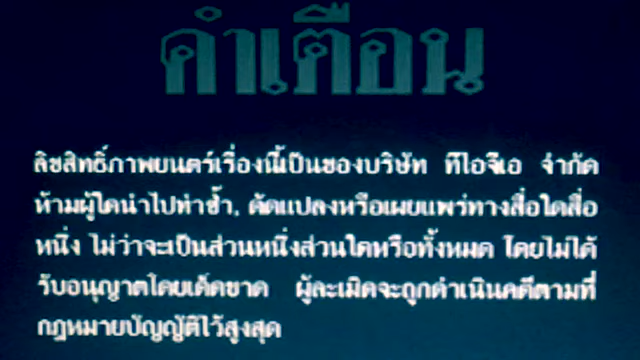 คำเตือน
ลิขสิทธิ์ภาพยนตร์เรื่องนี้เป็นของบริษัท ทีไอจีเอ จำกัด
ห้ามผู้ใดนำไปทำซ้ำ, ดัดแปลงหรือเผยแพร่ทางสื่อใดสื่อ
หนึ่ง ไม่ว่าจะเป็นส่วนหนึ่งส่วนใดหรือทั้งหมด โดยไม่ได้
รับอนุญาตโดยเด็ดขาด ผู้ละเมิดจะถูกดำเนินคดีตามที่
กฎหมายบัญญัติไว้สูงสุด